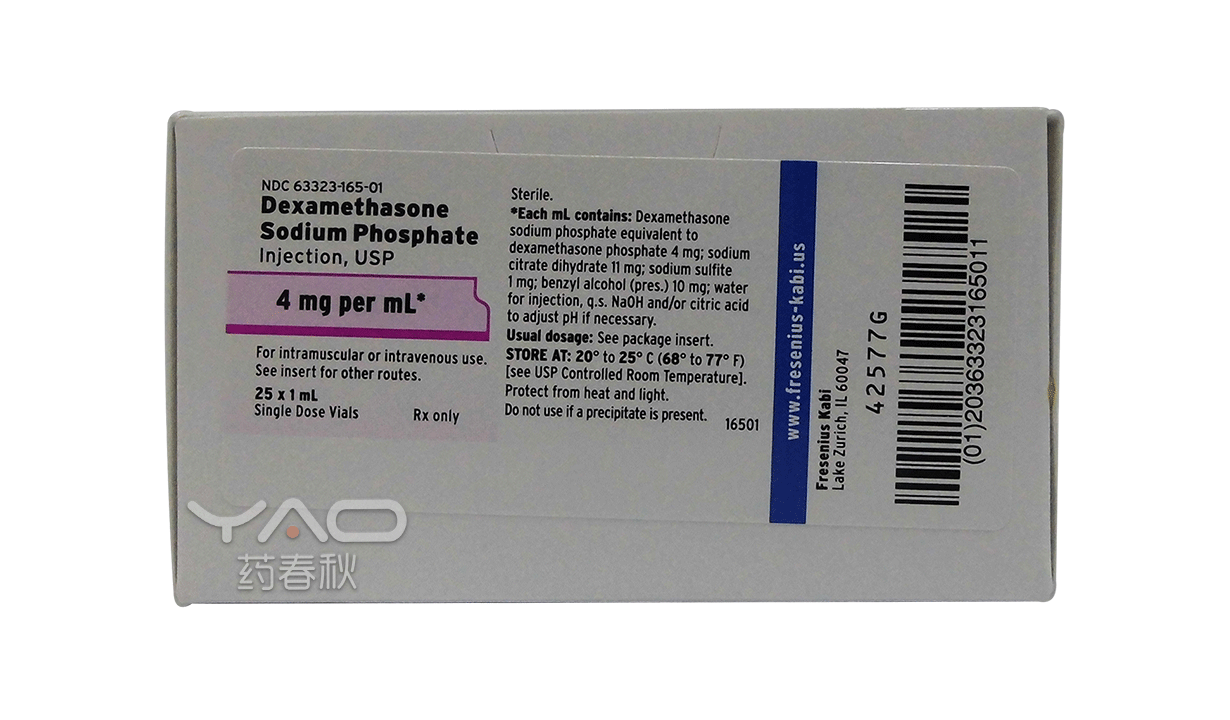 NDC 63323-165-01
Dexamethasone
Sodium Phosphate
Injection, USP
4 mg per mL*
For intramuscular or intravenous use.
See insert for other routes.
25 x 1 mL
Single Dose Vials Rx only
Sterile.
*Each mL contains: Dexamethasone
sodium phosphate equivalent to
dexamethasone phosphate 4 mg; sodium
citrate dihydrate 11 mg; sodium sulfite
1 mg; benzyl alcohol (pres.) 10 mg; water
for injection, q.s. NaOH and/or citric acid
to adjust pH if necessary.
Usual dosage: See package insert.
STORE AT: 20° to 25° C (68° to 77° F)
[see USP Controlled Room Temperature].
Protect from heat and light.
Do not use if a precipitate is present.
16501
www.fresenius-kabi.us
Fresenius Kabi
Lake Zurich, IL 60047
42577G
(01)20363323165011
YAO
药春秋